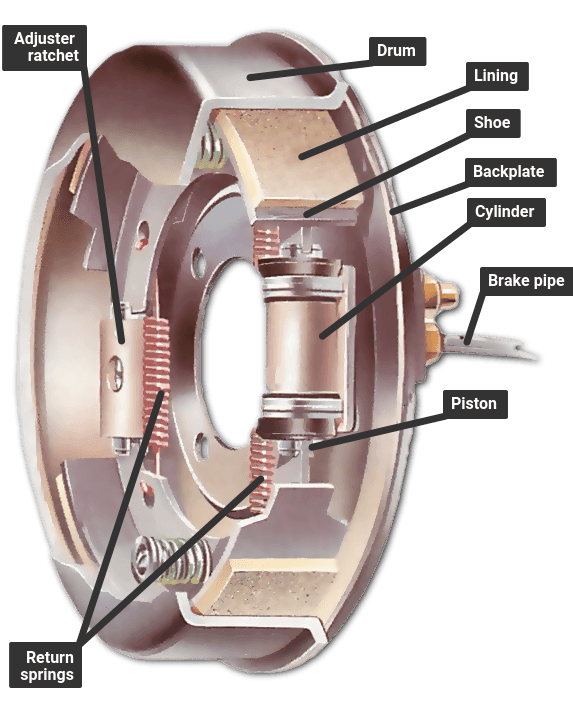 Adjuster
ratchet
Drum
Lining
Shoe
Backplate
Cylinder
Brake pipe
Piston
Return
springs